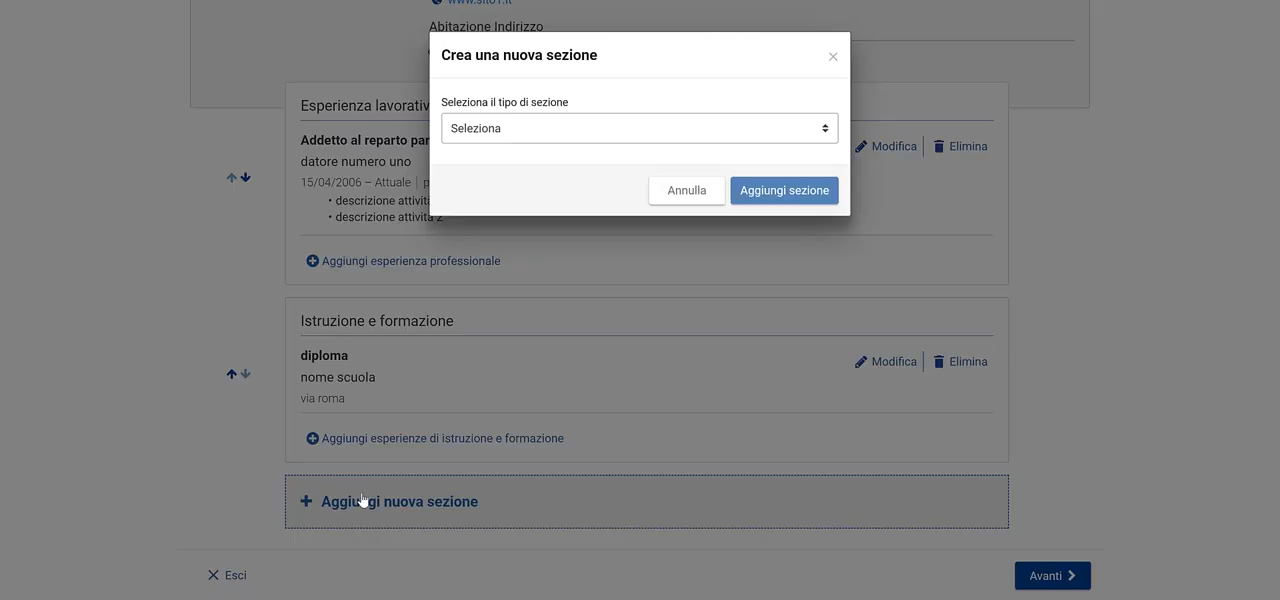 www.sito1.it
Abitazione Indirizzo
Crea una nuova sezione
Seleziona il tipo di sezione
Seleziona
Annulla
Aggiungi sezione
Esperienza lavorativ
Addetto al reparto
datore numero uno
15/04/2006 – Attuale
• descrizione attività
• descrizione attività 2
Modifica
Elimina
Aggiungi esperienza professionale
Istruzione e formazione
diploma
nome scuola
via roma
Modifica
Elimina
Aggiungi esperienze di istruzione e formazione
Aggiungi nuova sezione
Esci
Avanti